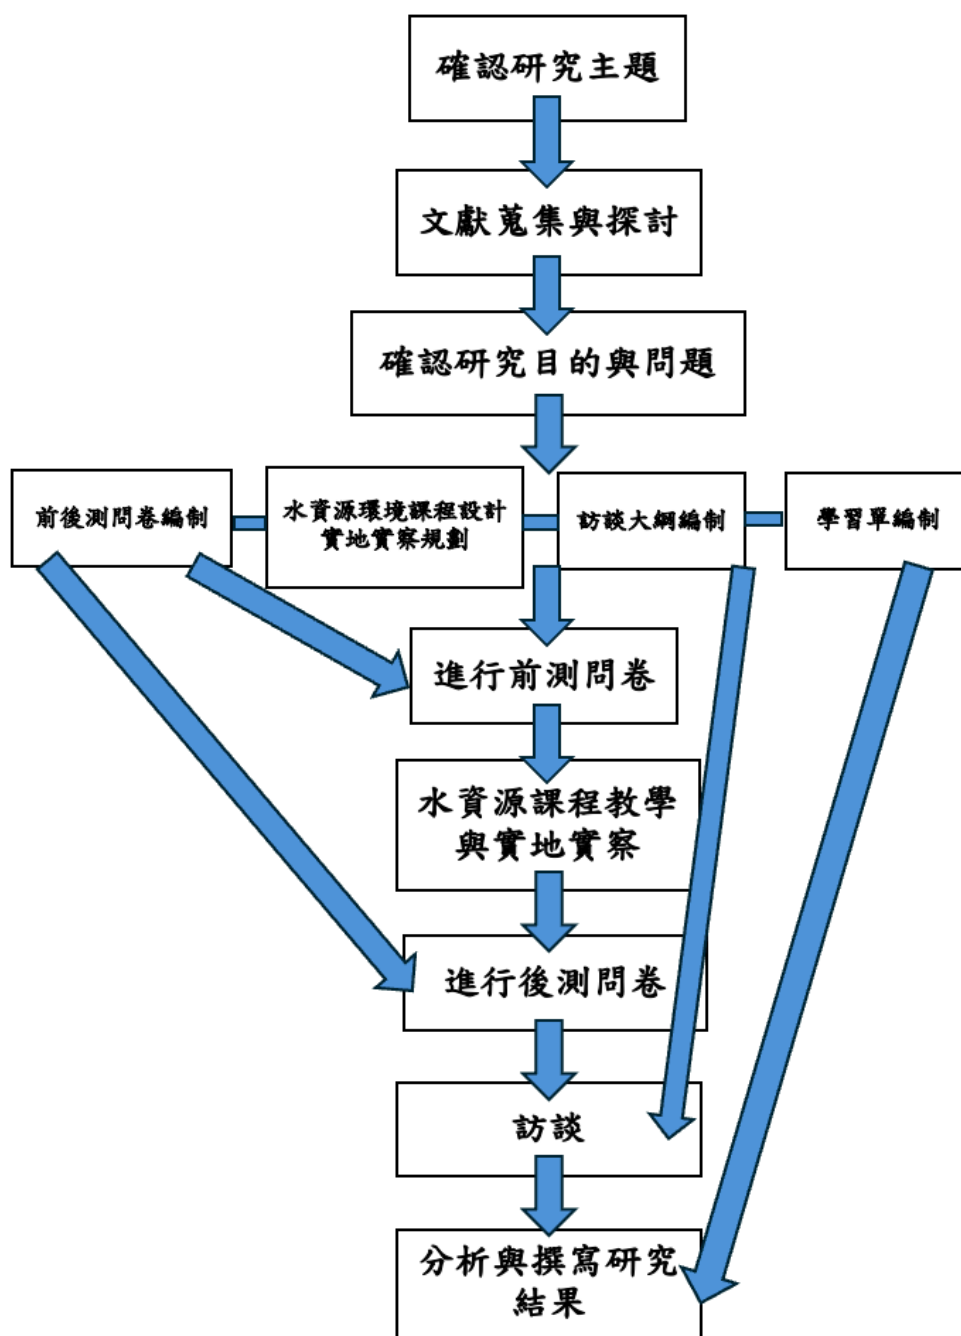 確認研究主題
文獻蒐集與探討
確認研究目的與問題
前後測問卷編制
水資源環境課程設計
實地實察規劃
訪談大綱編制
學習單編制
進行前測問卷
水資源課程教學
與實地實察
進行後測問卷
訪談
分析與撰寫研究
結果